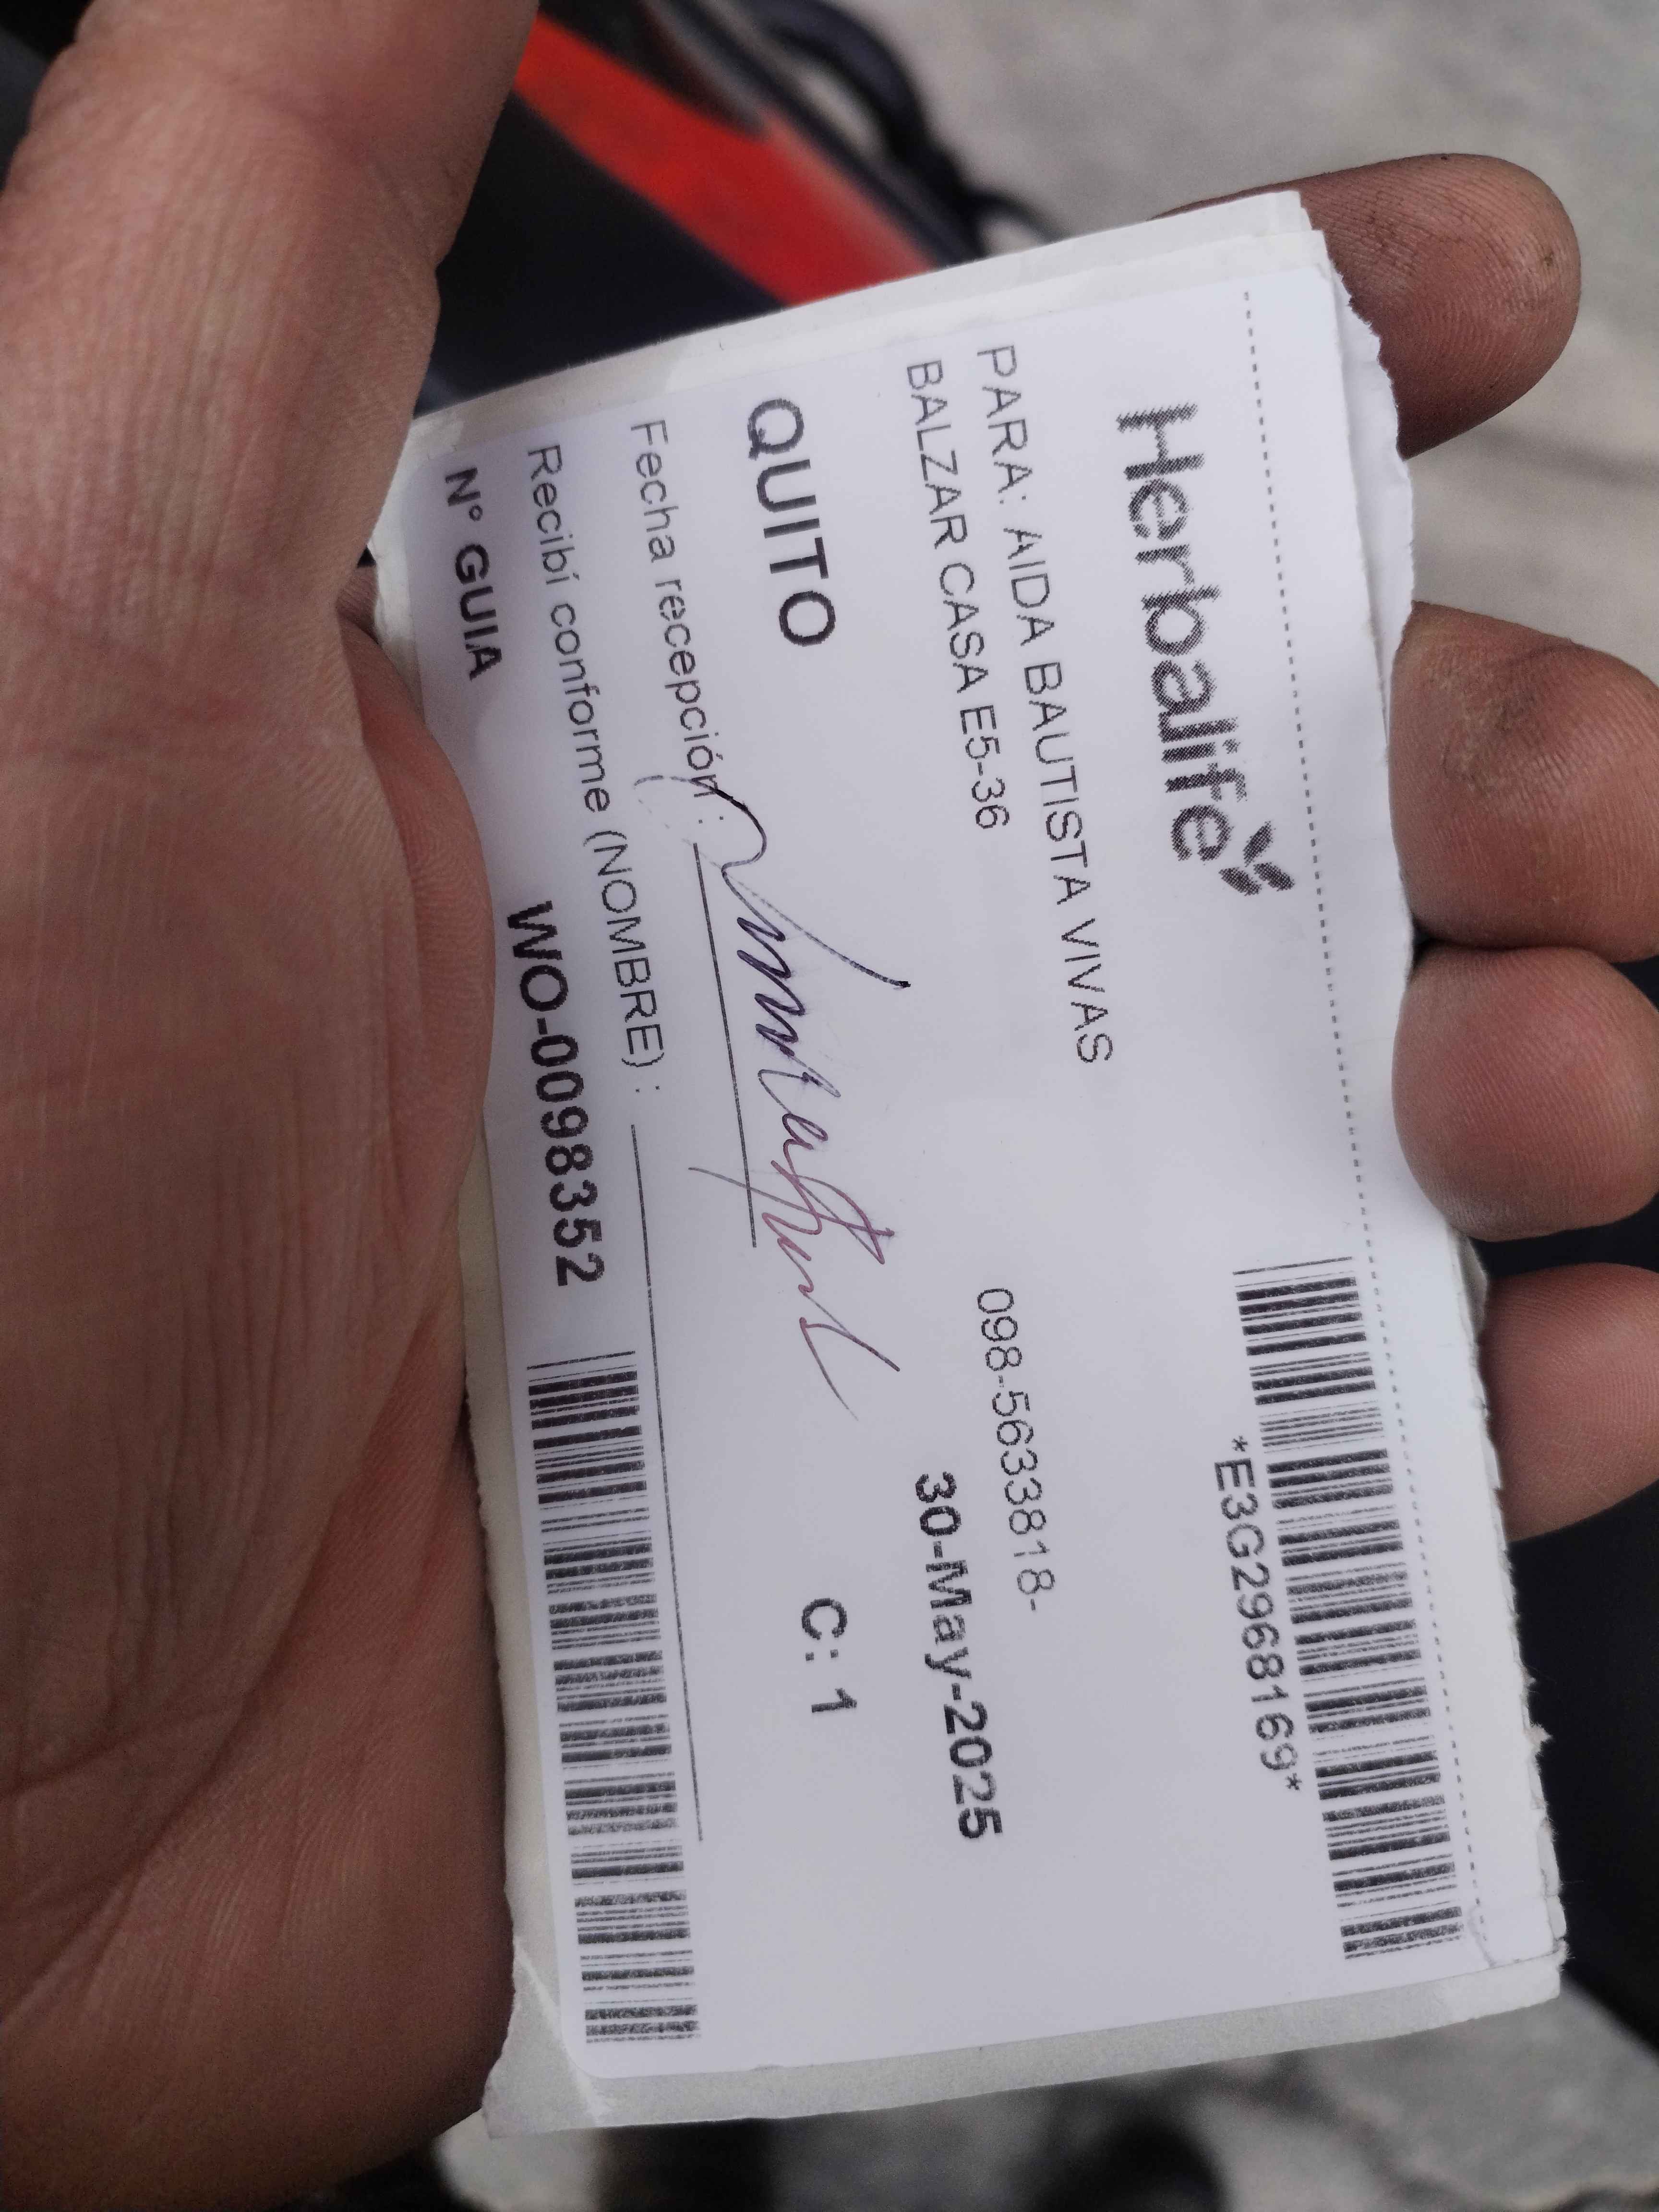 Herbalife
*E3G2968169*
PARA: AIDA BAUTISTA VIVAS
098-5633818-
BALZAR CASA E5-36
30-May-2025
QUITO
C: 1
Fecha recepción :
Recibí conforme (NOMBRE) :
N° GUIA WO-0098352